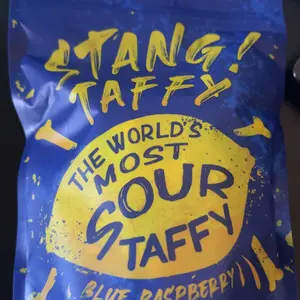 STANG!
TAFFY
THE WORLD'S
MOST
SOUR
TAFFY
BLUE RASPBERRY